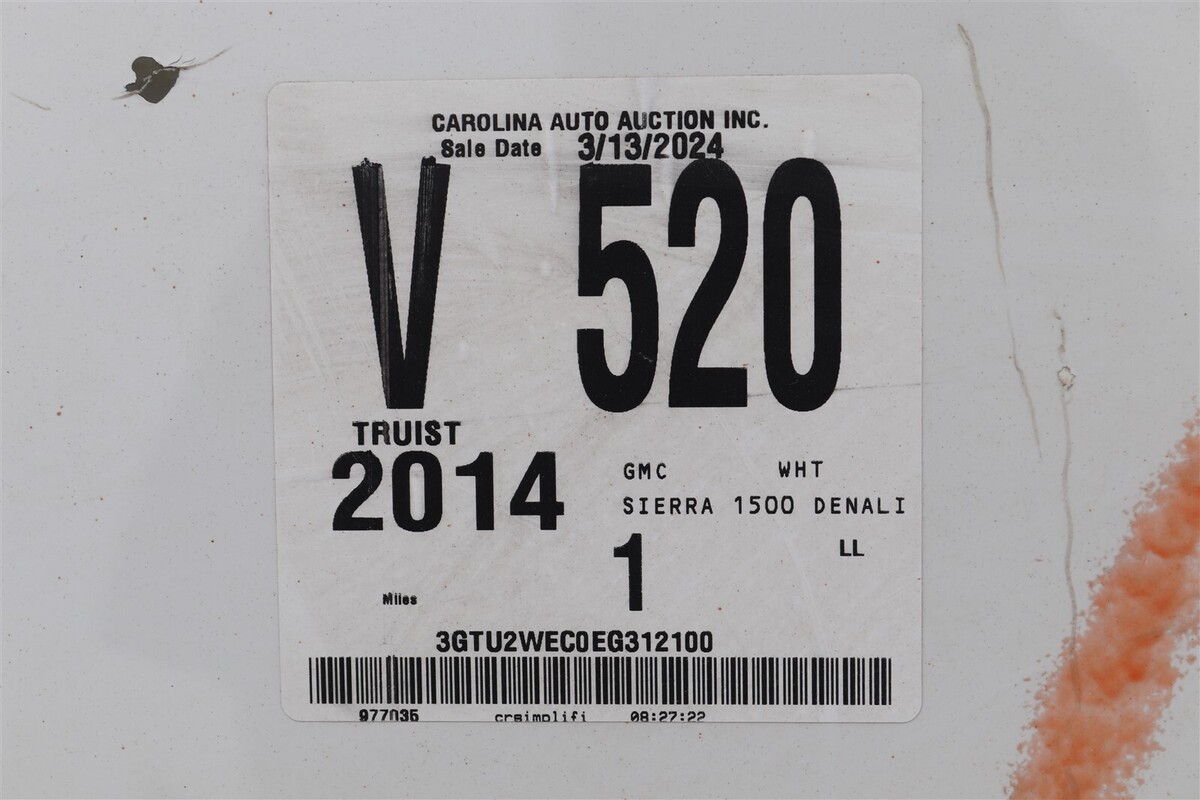 CAROLINA AUTO AUCTION INC.
Sale Date 3/13/2024
V 520
TRUIST
2014 GMC WHT
SIERRA 1500 DENALI
1 LL
Miles
3GTU2WEC0EG312100
977035 crsimplifi 08:27:22